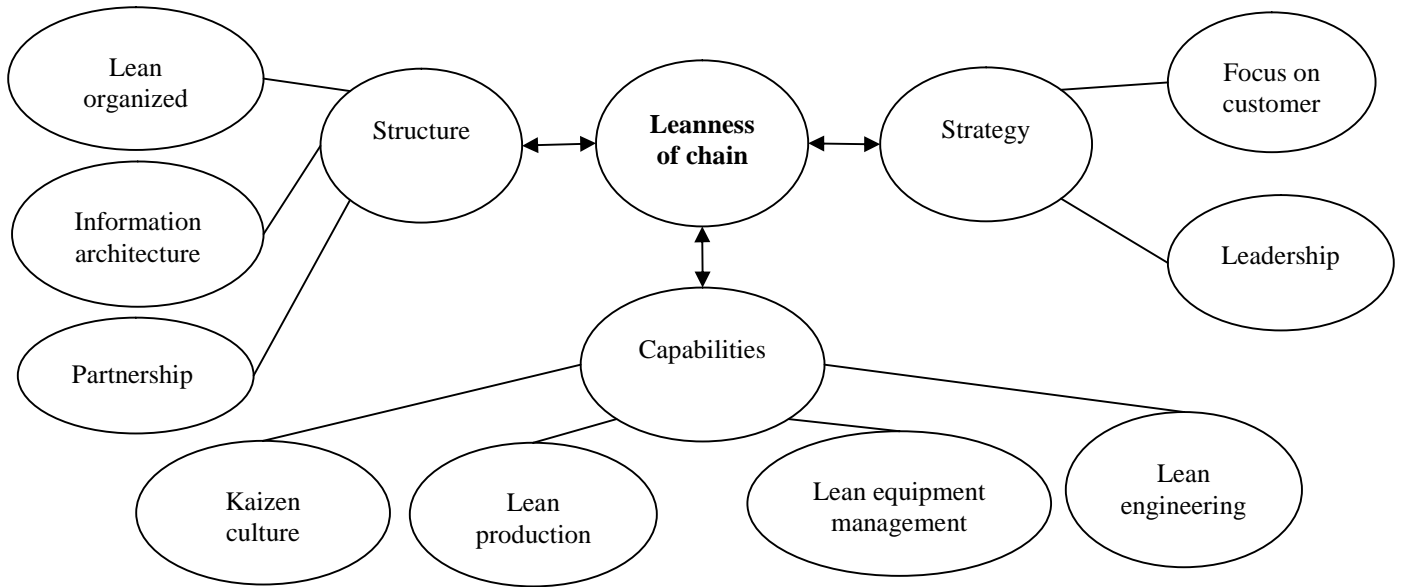 Lean
organized
Structure
Leanness
of chain
Strategy
Focus on
customer
Information
architecture
Leadership
Partnership
Capabilities
Kaizen
culture
Lean
production
Lean equipment
management
Lean
engineering